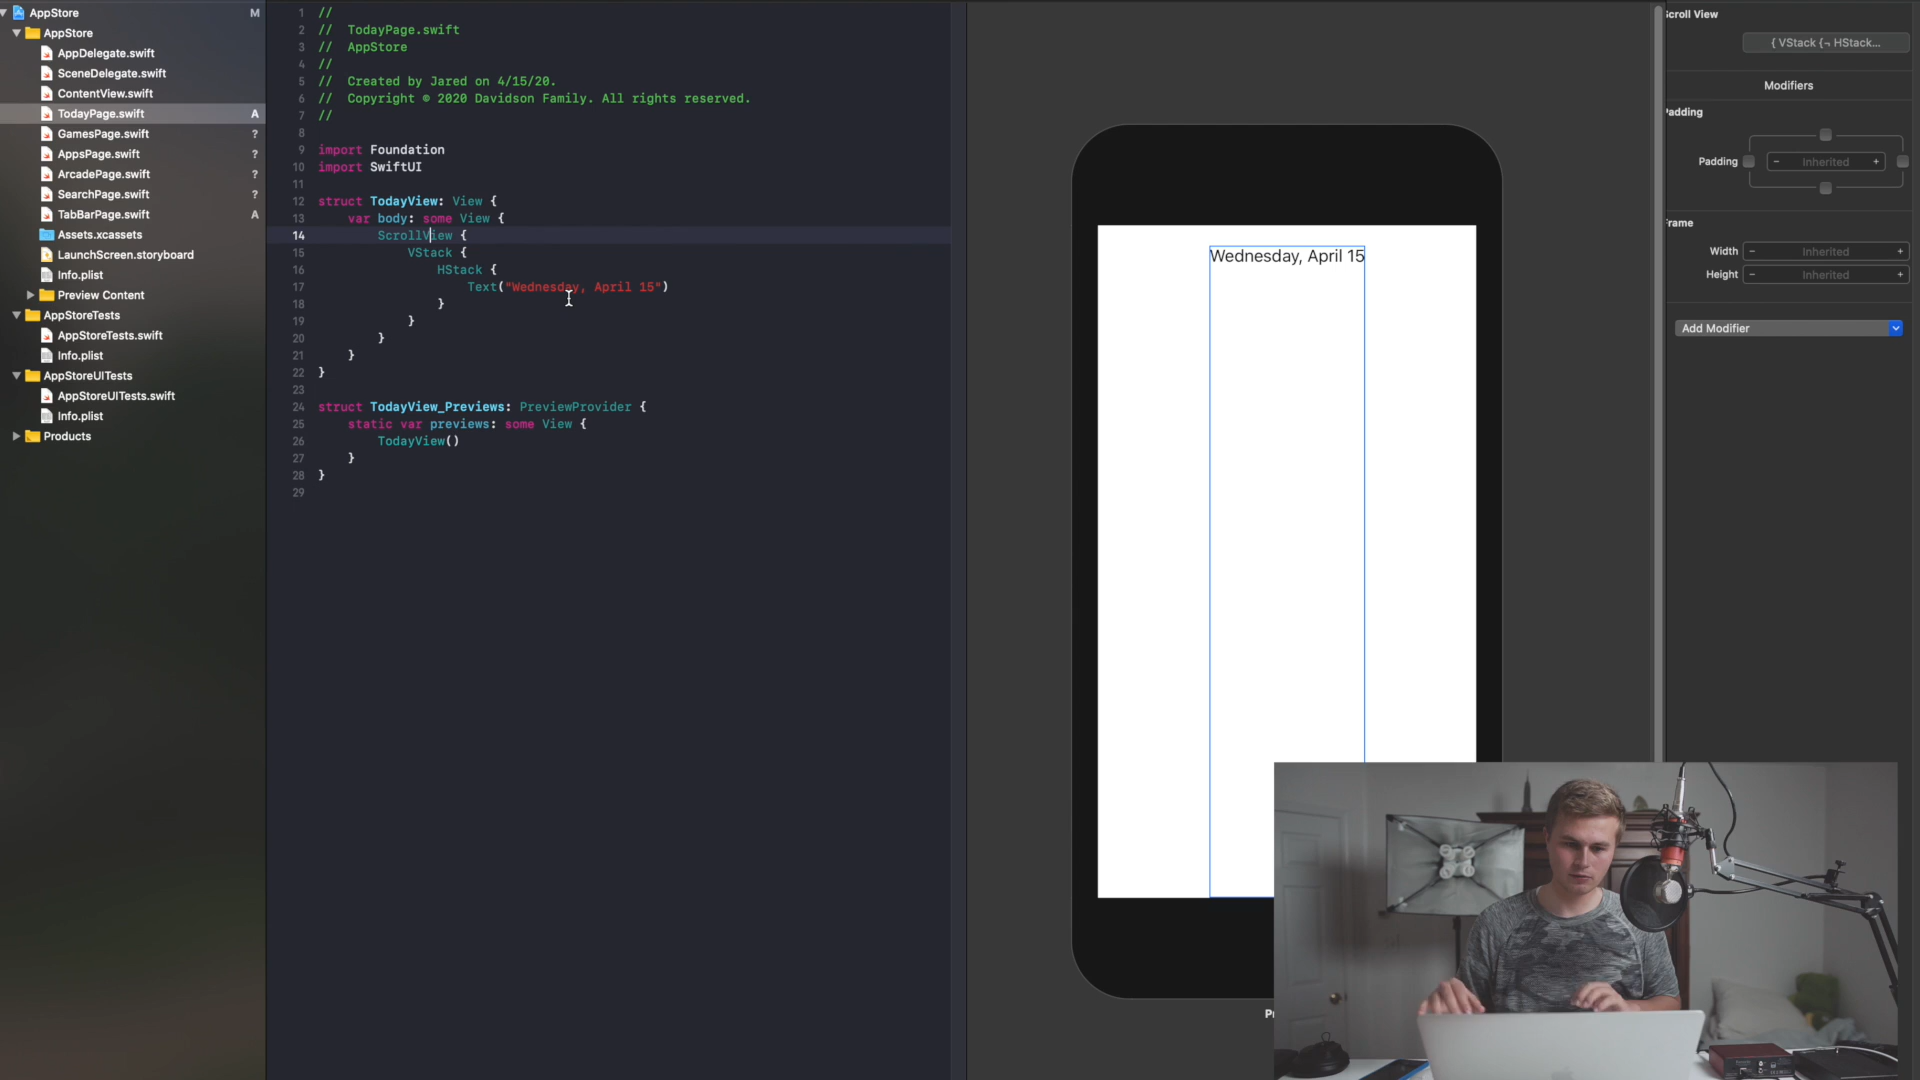 AppStore M
AppStore
AppDelegate.swift
SceneDelegate.swift
ContentView.swift
TodayPage.swift A
GamesPage.swift ?
AppsPage.swift ?
ArcadePage.swift ?
SearchPage.swift ?
TabBarPage.swift A
Assets.xcassets
LaunchScreen.storyboard
Info.plist
Preview Content
AppStoreTests
AppStoreTests.swift
Info.plist
AppStoreUITests
AppStoreUITests.swift
Info.plist
Products
1 //
2 // TodayPage.swift
3 // AppStore
4 //
5 // Created by Jared on 4/15/20.
6 // Copyright © 2020 Davidson Family. All rights reserved.
7 //
8
9 import Foundation
10 import SwiftUI
11
12 struct TodayView: View {
13 var body: some View {
14 ScrollView {
15 VStack {
16 HStack {
17 Text("Wednesday, April 15")
18 }
19 }
20 }
21 }
22 }
23
24 struct TodayView_Previews: PreviewProvider {
25 static var previews: some View {
26 TodayView()
27 }
28 }
29
Wednesday, April 15
Scroll View
{ VStack {¬ HStack...
Modifiers
Padding
Padding − Inherited +
Frame
Width − Inherited +
Height − Inherited +
Add Modifier